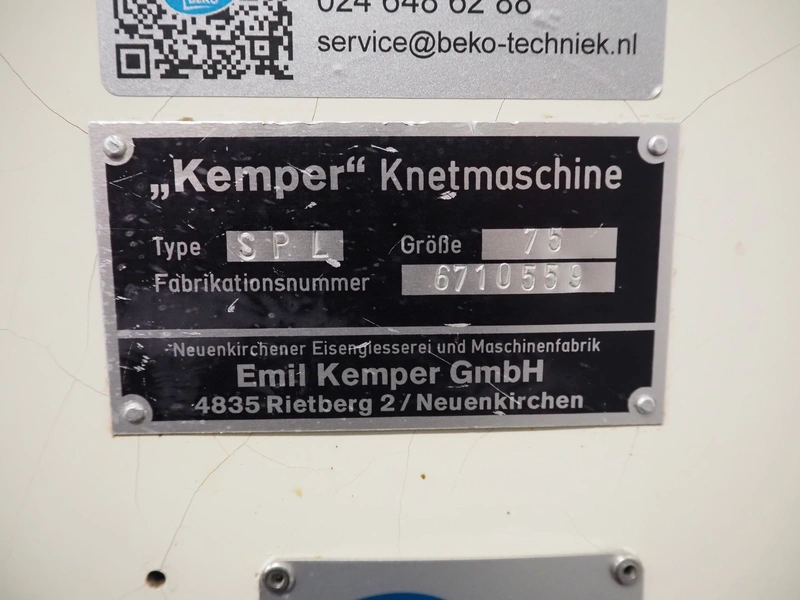 BEKO
024 648 62 88
service@beko-techniek.nl
„Kemper“ Knetmaschine
Type SPL Größe 75
Fabrikationsnummer 6710559
Neuenkirchener Eisengiesserei und Maschinenfabrik
Emil Kemper GmbH
4835 Rietberg 2/Neuenkirchen